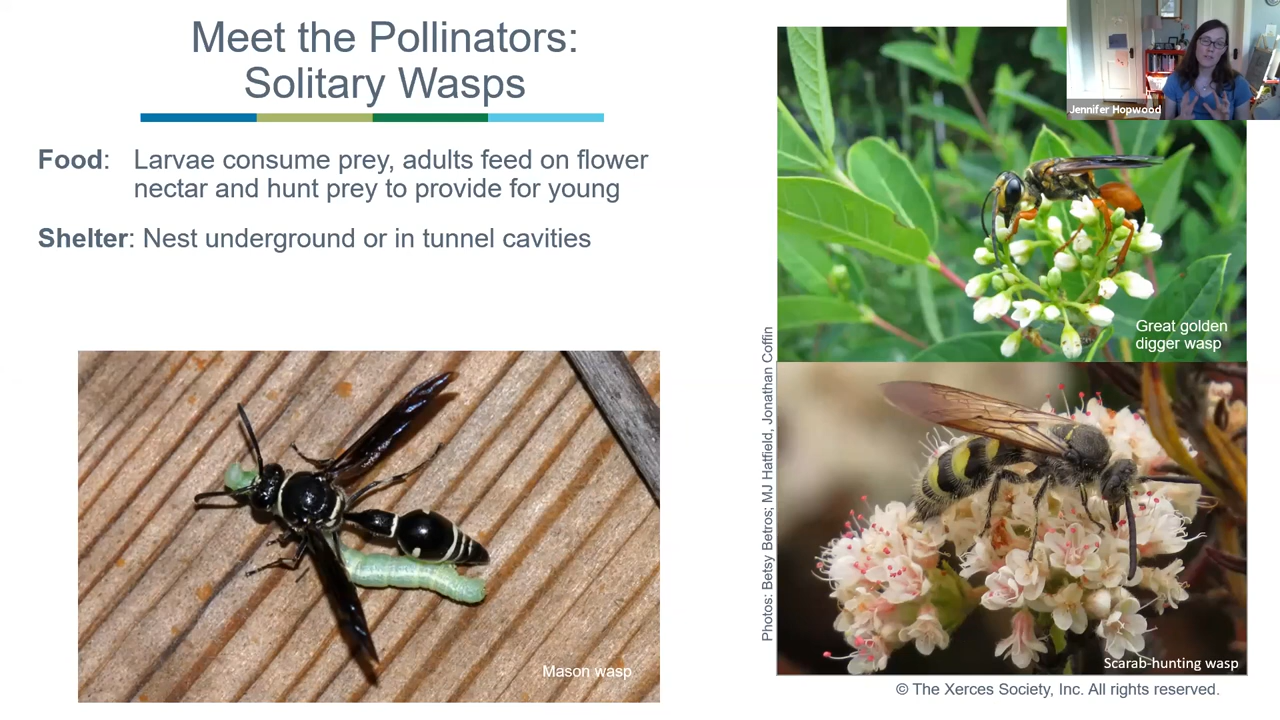 Meet the Pollinators:
Solitary Wasps
Food: Larvae consume prey, adults feed on flower
nectar and hunt prey to provide for young
Shelter: Nest underground or in tunnel cavities
Mason wasp
Photos: Betsy Betros; MJ Hatfield, Jonathan Coffin
Jennifer Hopwood
Great golden
digger wasp
Scarab-hunting wasp
© The Xerces Society, Inc. All rights reserved.